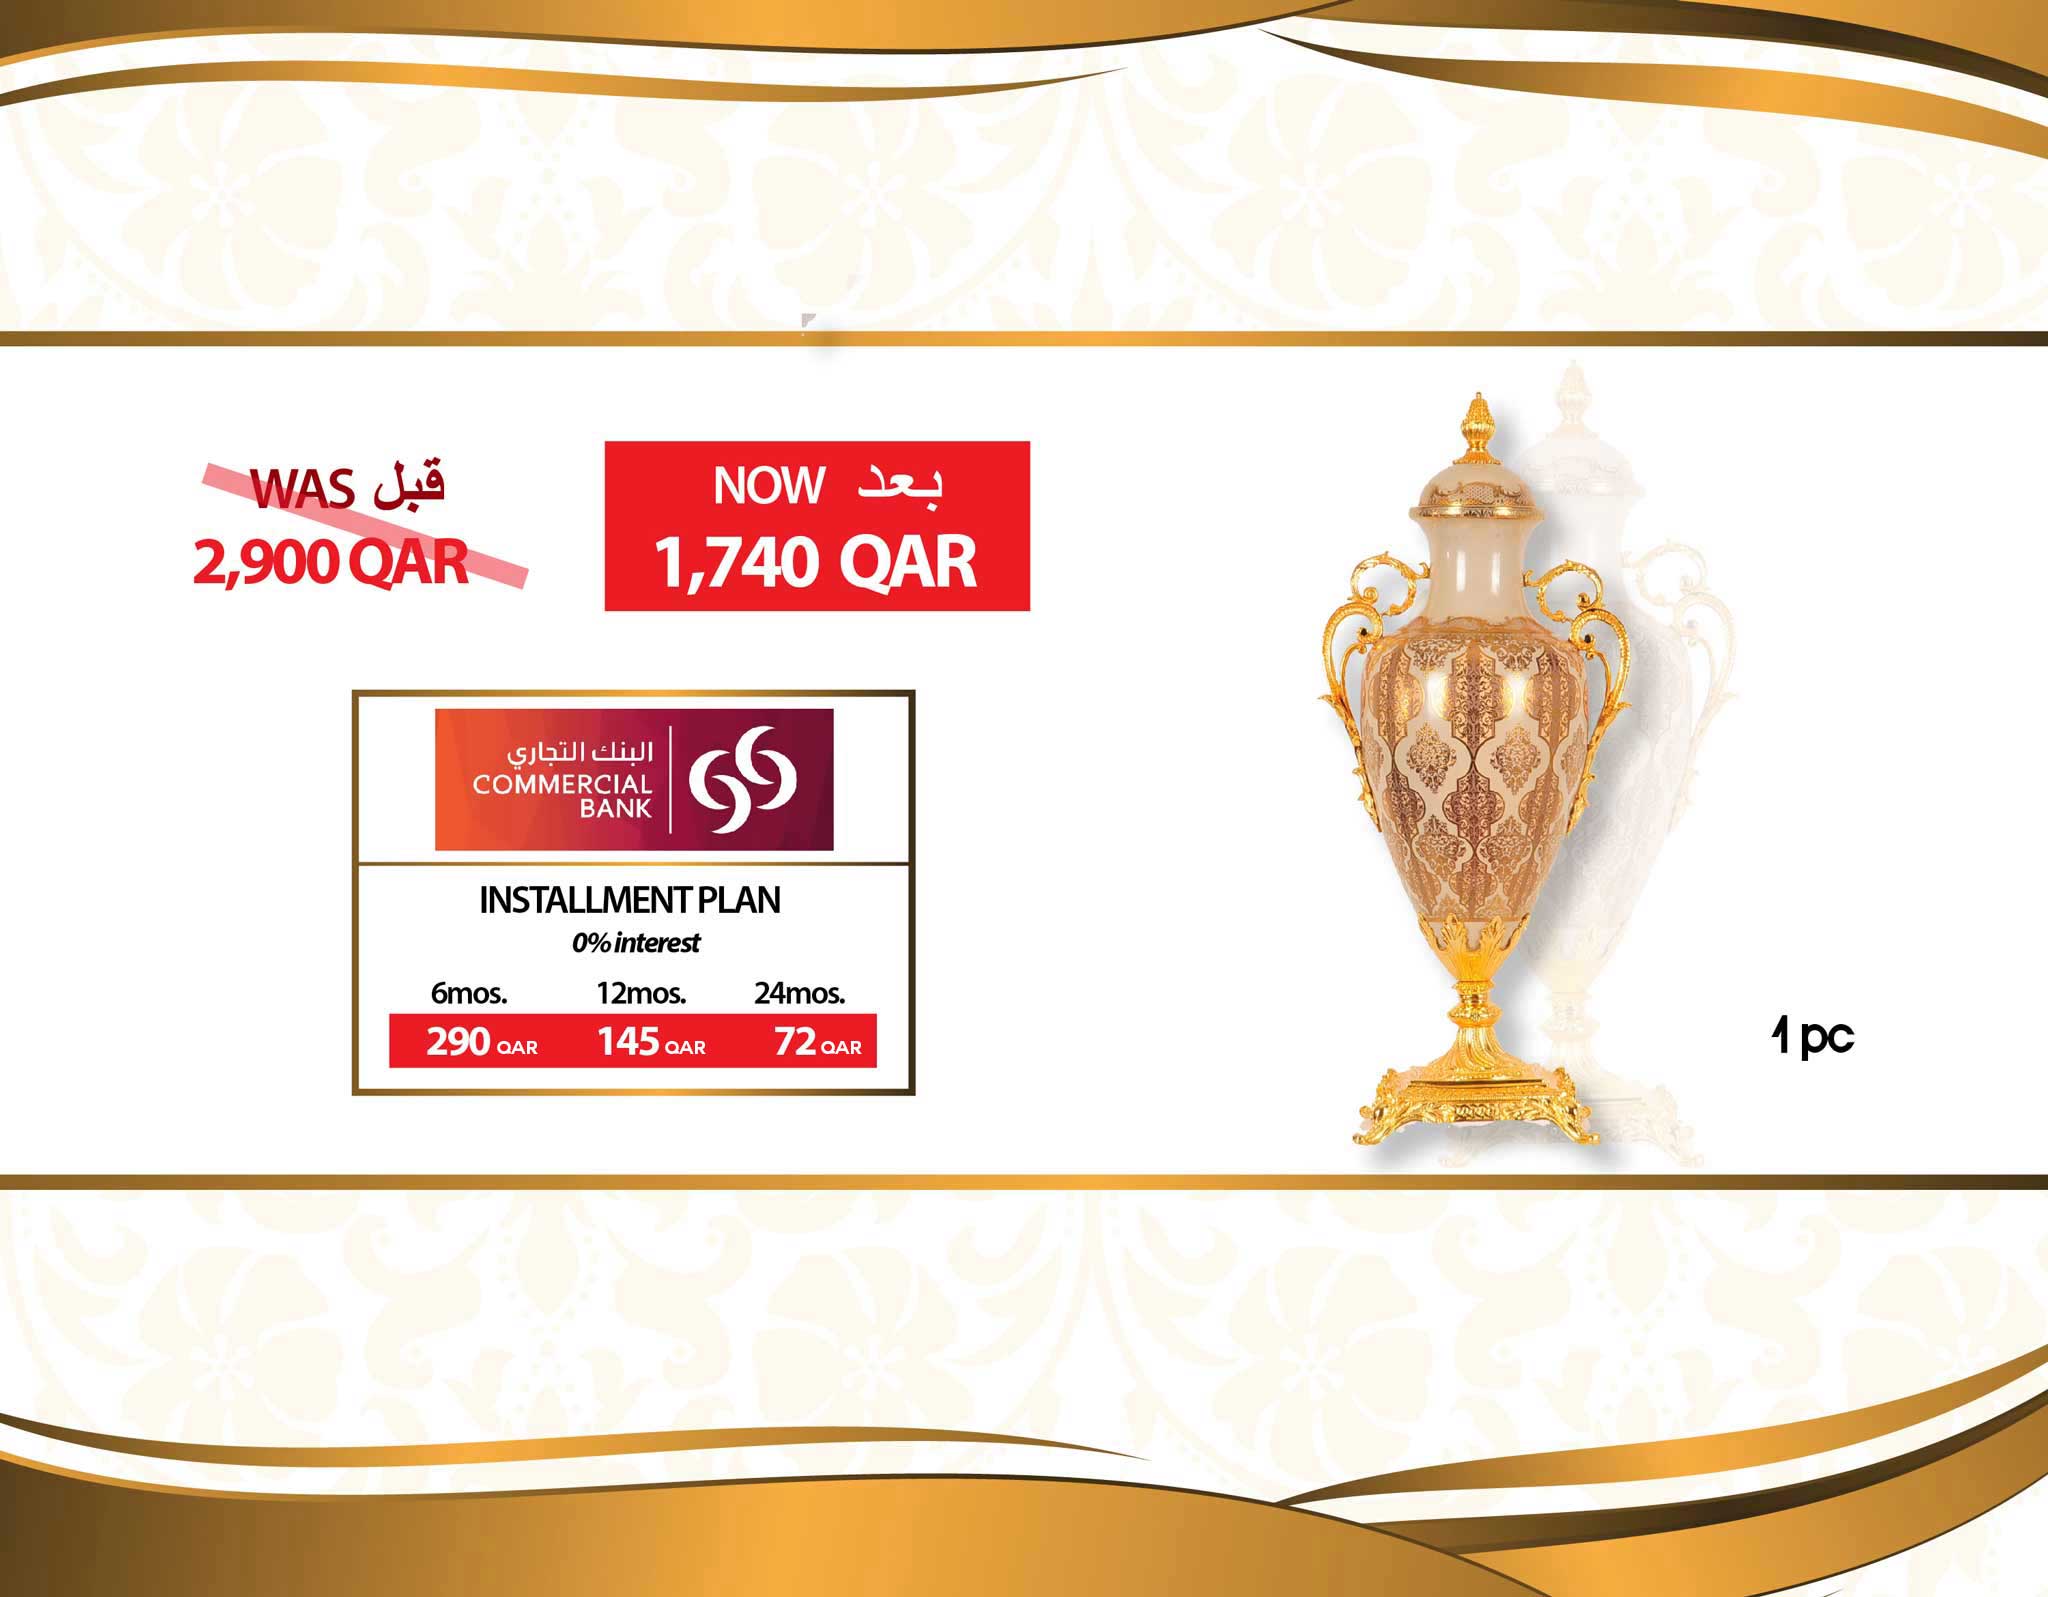 WAS قبل
2,900 QAR
NOW بعد
1,740 QAR
البنك التجاري
COMMERCIAL
BANK
INSTALLMENT PLAN
0% interest
6mos. 12mos. 24mos.
290 QAR 145 QAR 72 QAR
1 pc